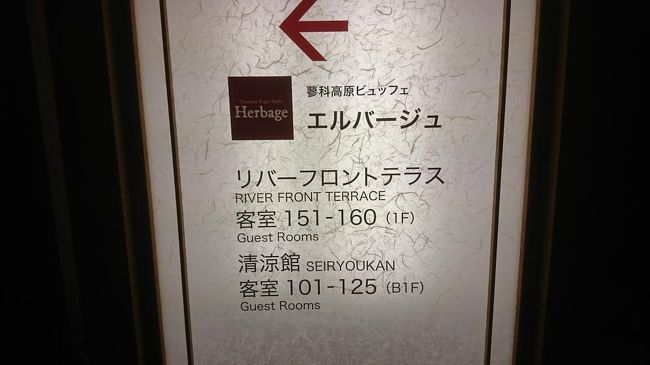 蓼科高原ビュッフェ
Herbage
エルバージュ
リバーフロントテラス
RIVER FRONT TERRACE
客室 151-160 (1F)
Guest Rooms
清涼館 SEIRYOUKAN
客室 101-125 (B1F)
Guest Rooms